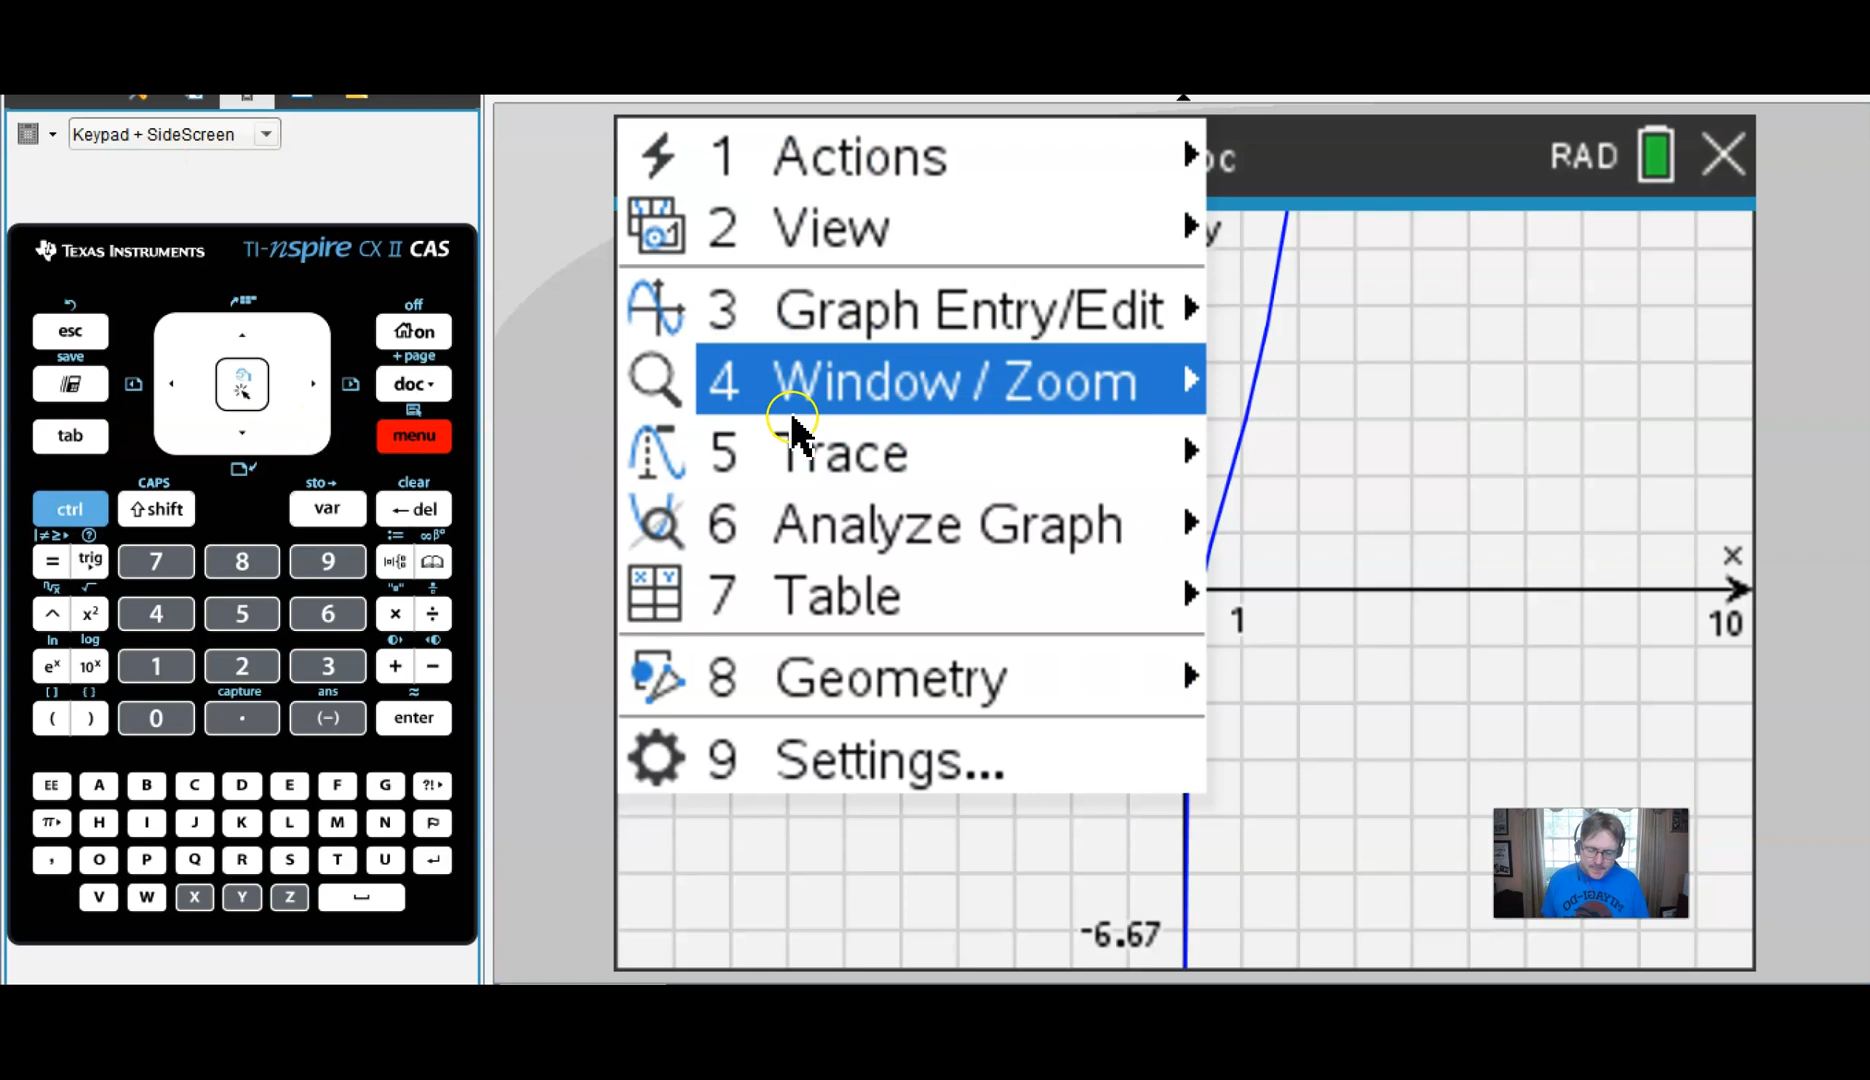 Keypad + SideScreen
TEXAS INSTRUMENTS TI-nspire CX II CAS
off
esc
on
save
+ page
doc
tab
menu
CAPS
sto→
clear
ctrl
⇧shift
var
←del
|≠≥▸
:=
∞β°
=
trig
7
8
9
^
x²
4
5
6
×
÷
ln
log
eˣ
10ˣ
1
2
3
+
−
[ ]
{ }
capture
ans
≈
(
)
0
.
(−)
enter
EE A B C D E F G ?!▸
π▸ H I J K L M N
, O P Q R S T U
V W X Y Z
1 Actions
2 View
3 Graph Entry/Edit
4 Window / Zoom
5 Trace
6 Analyze Graph
7 Table
8 Geometry
9 Settings...
RAD
y
x
1
10
-6.67